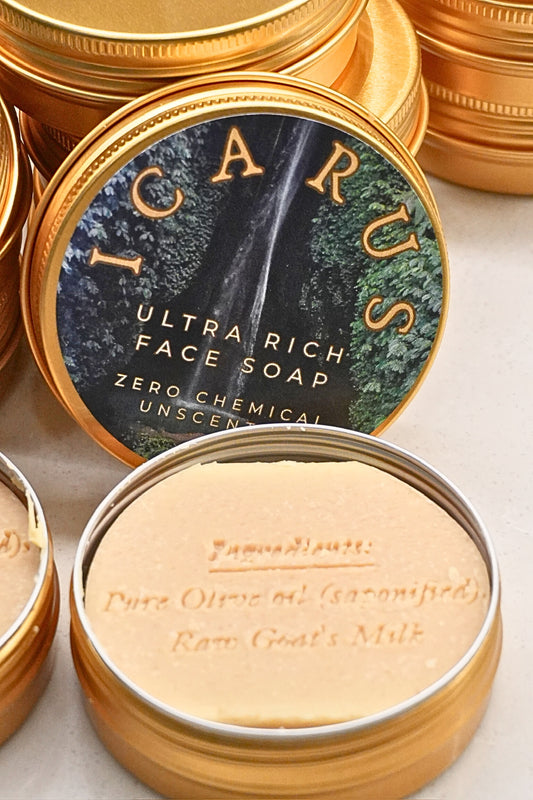 ICARUS
ULTRA RICH
FACE SOAP
ZERO CHEMICAL
Ingredients:
Pure Olive oil (saponified).
Raw Goat's Milk